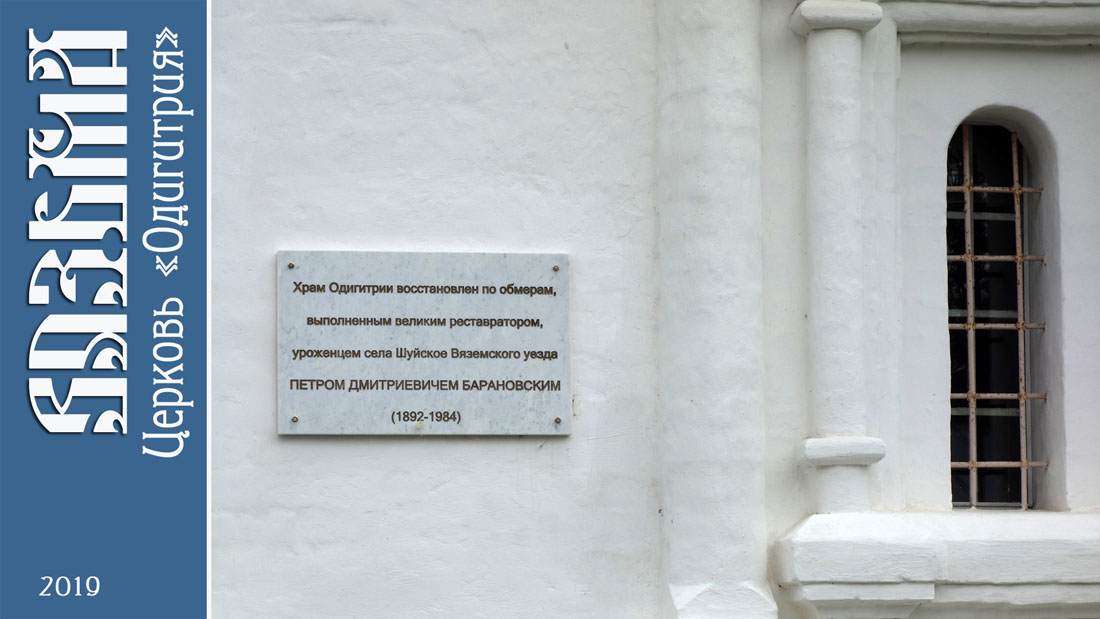 ВЯЗЬМА
Церковь «Одигитрия»
2019
Храм Одигитрии восстановлен по обмерам,
выполненным великим реставратором,
уроженцем села Шуйское Вяземского уезда
ПЕТРОМ ДМИТРИЕВИЧЕМ БАРАНОВСКИМ
(1892-1984)